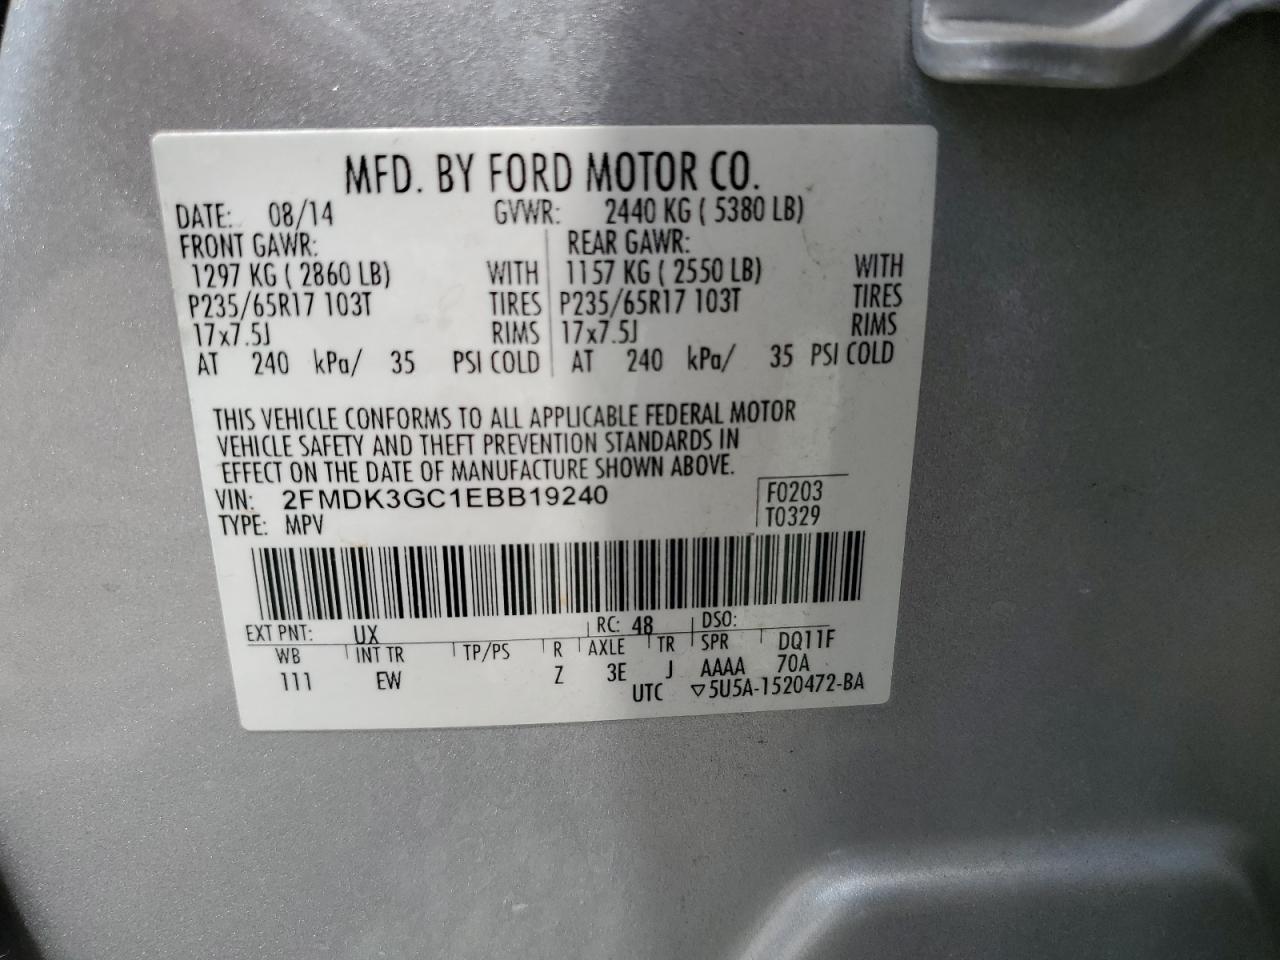 MFD. BY FORD MOTOR CO.
DATE: 08/14 GVWR: 2440 KG ( 5380 LB)
FRONT GAWR: REAR GAWR:
1297 KG ( 2860 LB) WITH 1157 KG ( 2550 LB) WITH
P235/65R17 103T TIRES P235/65R17 103T TIRES
17x7.5J RIMS 17x7.5J RIMS
AT 240 kPa/ 35 PSI COLD AT 240 kPa/ 35 PSI COLD
THIS VEHICLE CONFORMS TO ALL APPLICABLE FEDERAL MOTOR
VEHICLE SAFETY AND THEFT PREVENTION STANDARDS IN
EFFECT ON THE DATE OF MANUFACTURE SHOWN ABOVE.
VIN: 2FMDK3GC1EBB19240 F0203
TYPE: MPV T0329
EXT PNT: UX RC: 48 DSO:
WB INT TR TP/PS R AXLE TR SPR DQ11F
111 EW Z 3E J AAAA 70A
UTC ▽5U5A-1520472-BA